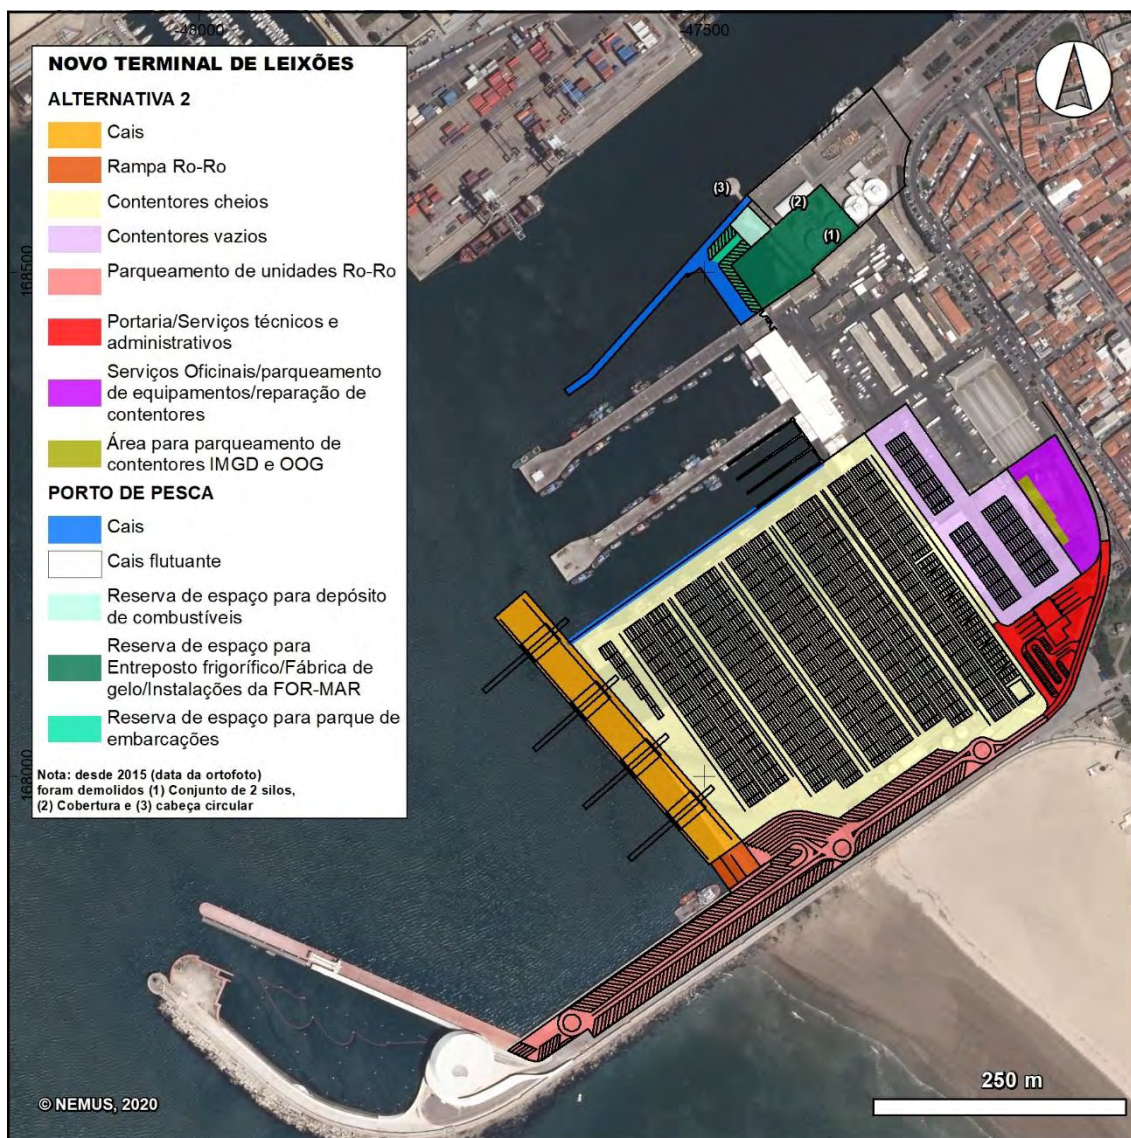 -48000
-47500
NOVO TERMINAL DE LEIXÕES
ALTERNATIVA 2
Cais
Rampa Ro-Ro
Contentores cheios
Contentores vazios
Parqueamento de unidades Ro-Ro
Portaria/Serviços técnicos e
administrativos
Serviços Oficinais/parqueamento
de equipamentos/reparação de
contentores
Área para parqueamento de
contentores IMGD e OOG
PORTO DE PESCA
Cais
Cais flutuante
Reserva de espaço para depósito
de combustíveis
Reserva de espaço para
Entreposto frigorífico/Fábrica de
gelo/Instalações da FOR-MAR
Reserva de espaço para parque de
embarcações
Nota: desde 2015 (data da ortofoto)
foram demolidos (1) Conjunto de 2 silos,
(2) Cobertura e (3) cabeça circular
168500
168000
(3)
(2)
(1)
© NEMUS, 2020
250 m